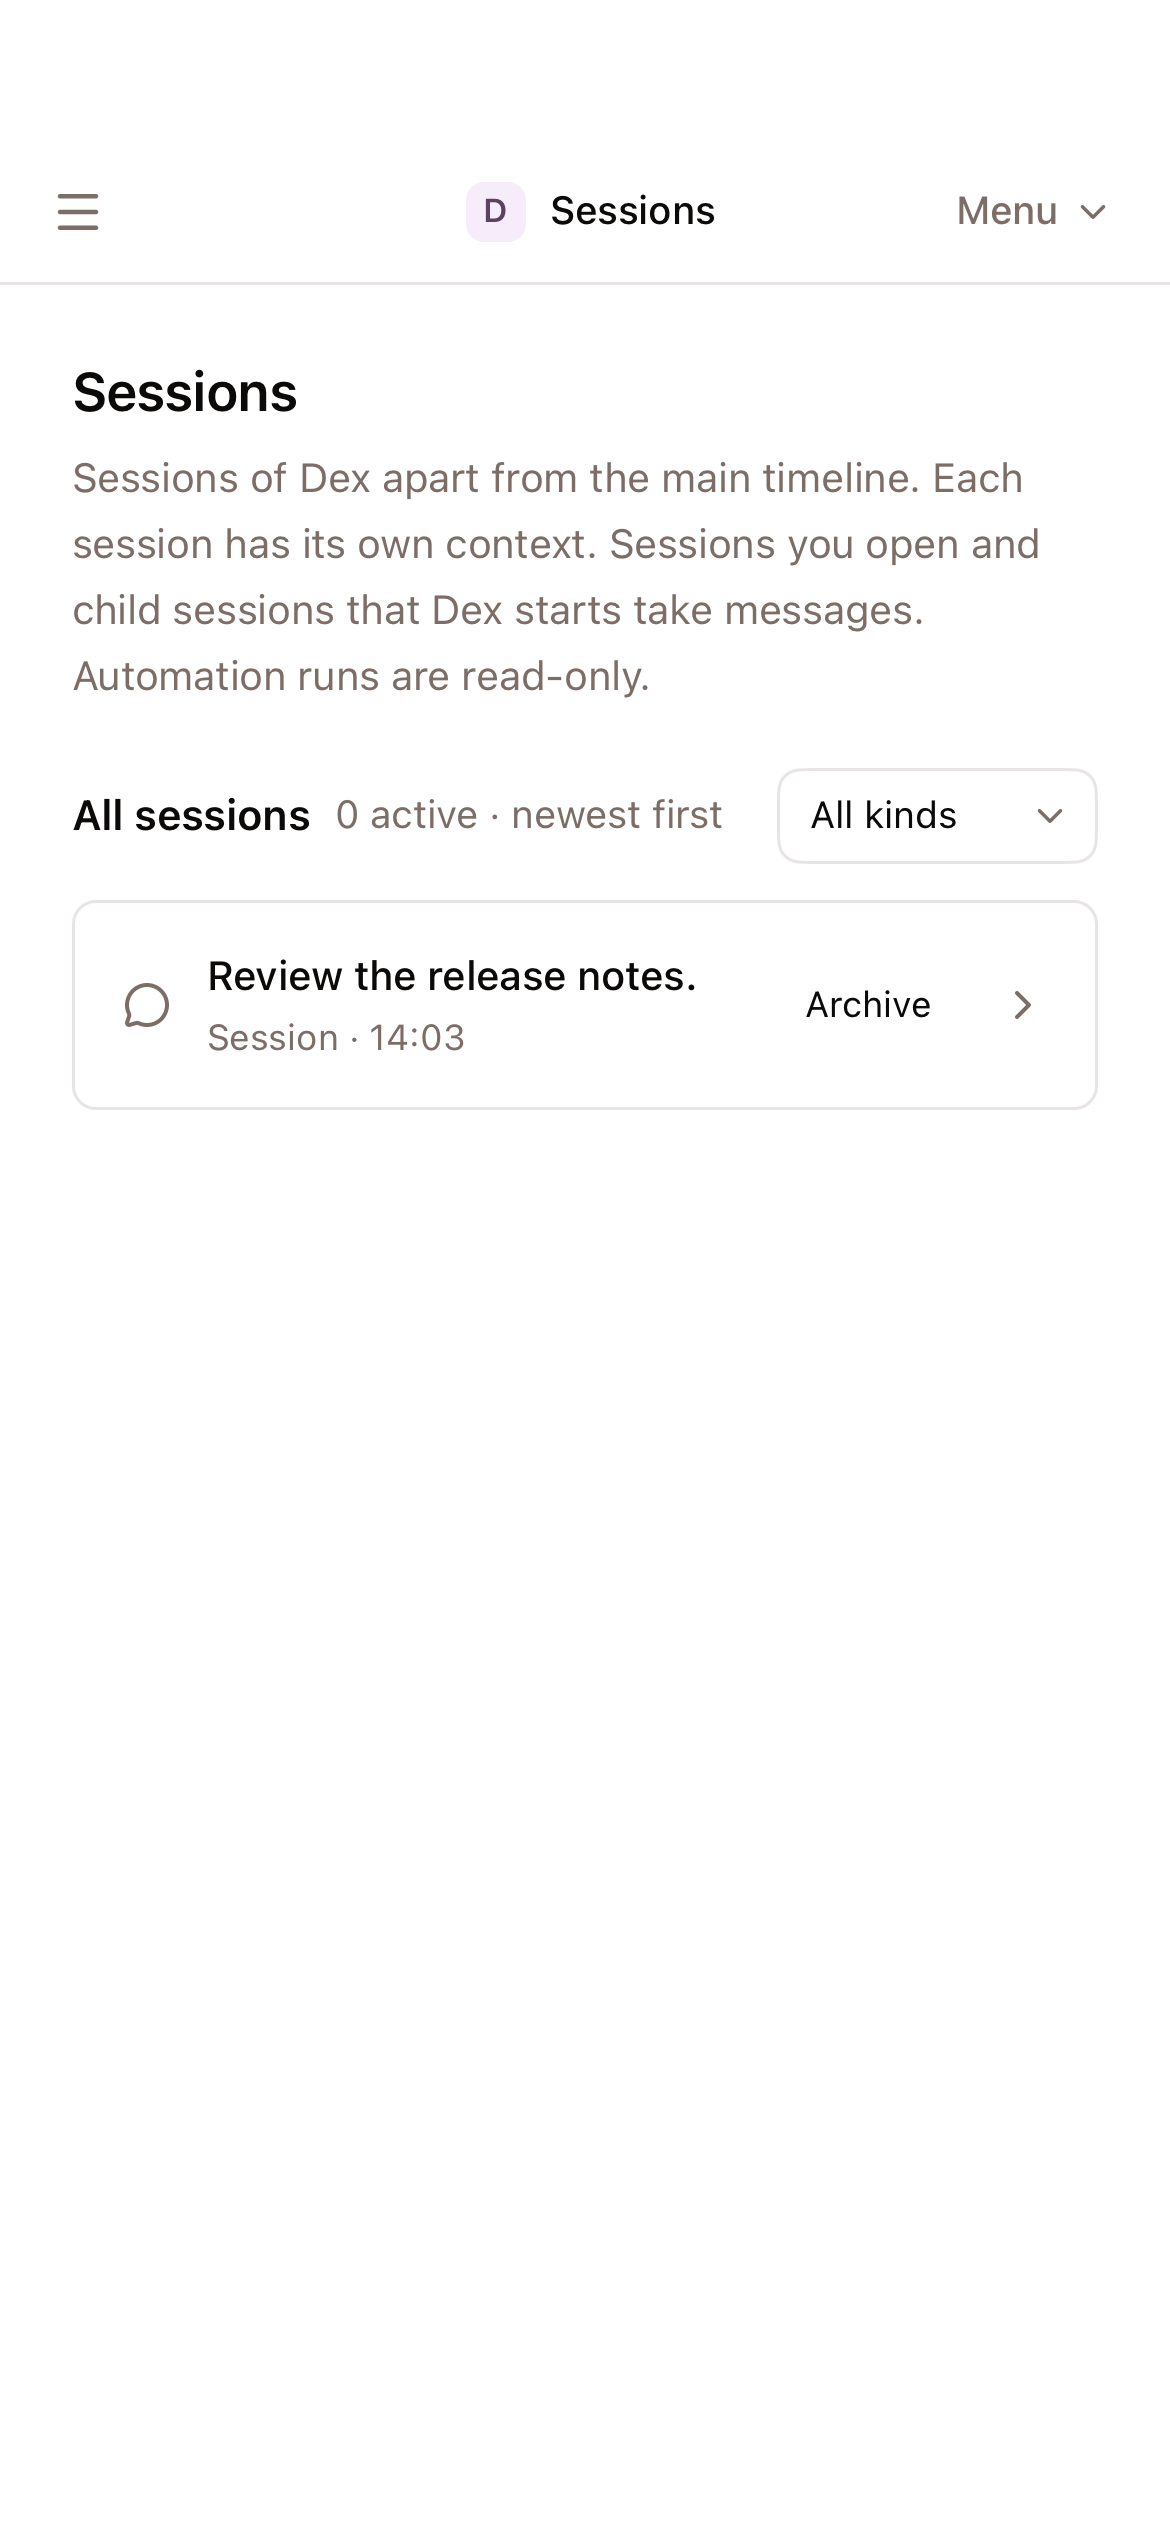 D Sessions Menu
Sessions
Sessions of Dex apart from the main timeline. Each
session has its own context. Sessions you open and
child sessions that Dex starts take messages.
Automation runs are read-only.
All sessions 0 active · newest first All kinds
Review the release notes.
Session · 14:03
Archive